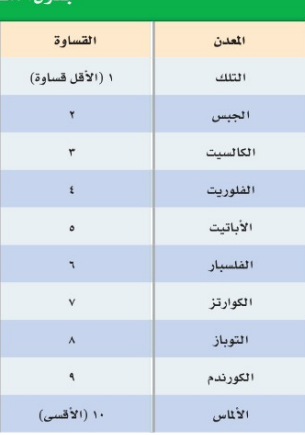 المعدن القساوة
التلك ١ (الأقل قساوة)
الجبس ٢
الكالسيت ٣
الفلوريت ٤
الأباتيت ٥
الفلسبار ٦
الكوارتز ٧
التوباز ٨
الكورندم ٩
الألماس ١٠ (الأقسى)